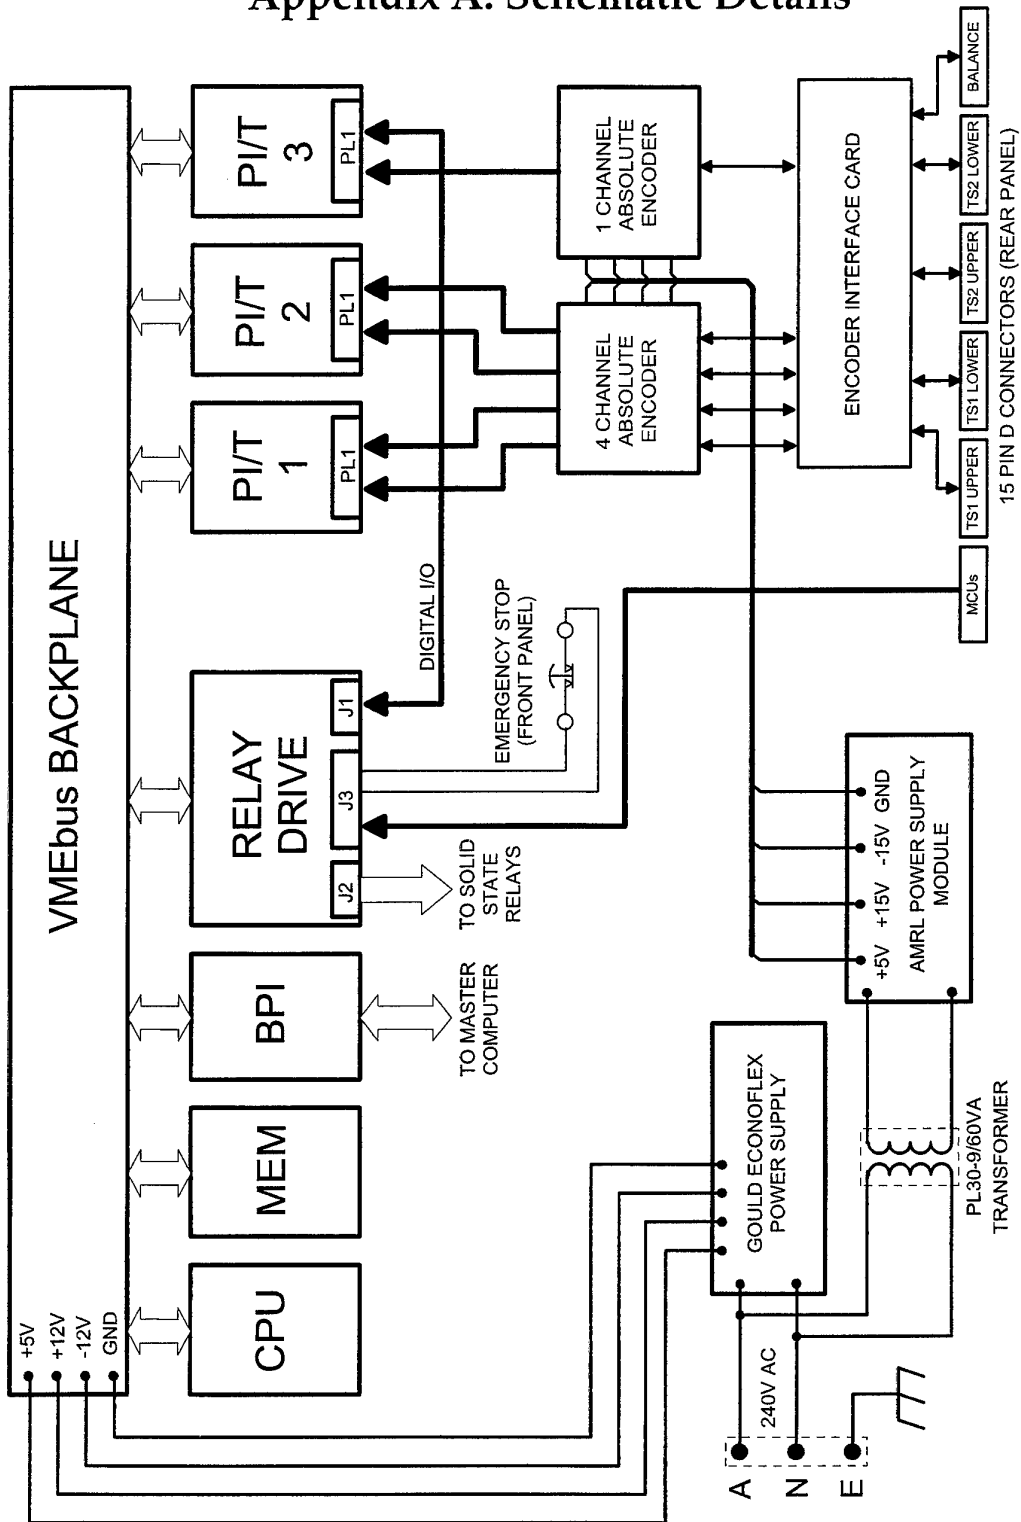 Appendix A: Schematic Details
VMEbus BACKPLANE
+5V
+12V
-12V
GND
CPU
MEM
BPI
TO MASTER
COMPUTER
RELAY
DRIVE
J2
J3
J1
TO SOLID
STATE
RELAYS
DIGITAL I/O
EMERGENCY STOP
(FRONT PANEL)
PI/T
1
PL1
PI/T
2
PL1
PI/T
3
PL1
4 CHANNEL
ABSOLUTE
ENCODER
1 CHANNEL
ABSOLUTE
ENCODER
ENCODER INTERFACE CARD
MCUs
TS1 UPPER
TS1 LOWER
TS2 UPPER
TS2 LOWER
BALANCE
15 PIN D CONNECTORS (REAR PANEL)
GOULD ECONOFLEX
POWER SUPPLY
+5V
+15V
-15V
GND
AMRL POWER SUPPLY
MODULE
PL30-9/60VA
TRANSFORMER
240V AC
A
N
E